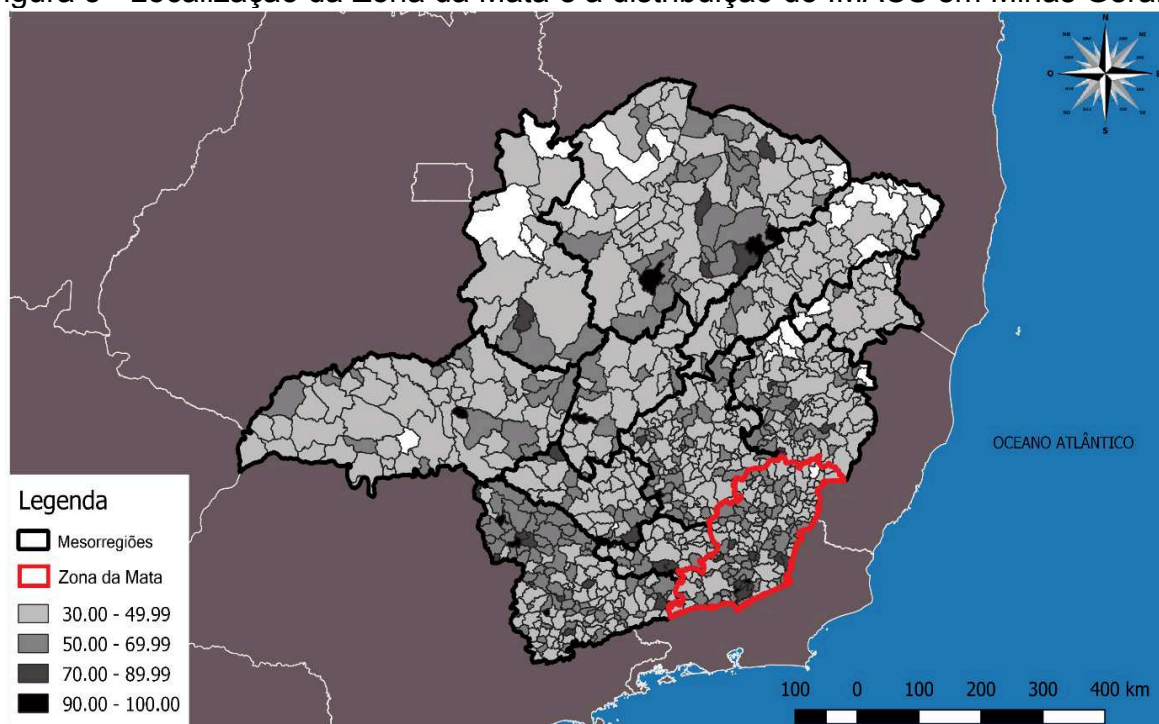 N
O
S
OCEANO ATLÂNTICO
Legenda
Mesorregiões
Zona da Mata
30.00 - 49.99
50.00 - 69.99
70.00 - 89.99
90.00 - 100.00
100 0 100 200 300 400 km